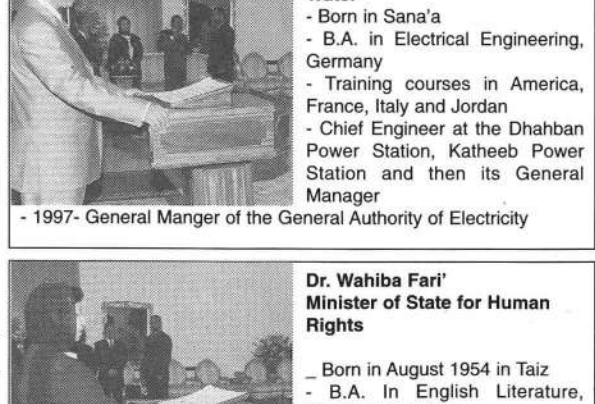 - Born in Sana'a
- B.A. in Electrical Engineering,
Germany
- Training courses in America,
France, Italy and Jordan
- Chief Engineer at the Dhahban
Power Station, Katheeb Power
Station and then its General
Manager
- 1997- General Manger of the General Authority of Electricity
Dr. Wahiba Fari'
Minister of State for Human
Rights
_ Born in August 1954 in Taiz
- B.A. In English Literature,